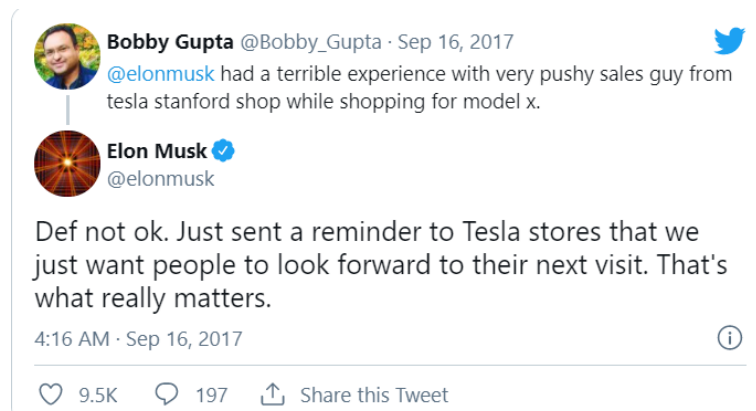 Bobby Gupta @Bobby_Gupta · Sep 16, 2017
@elonmusk had a terrible experience with very pushy sales guy from
tesla stanford shop while shopping for model x.
Elon Musk
@elonmusk
Def not ok. Just sent a reminder to Tesla stores that we
just want people to look forward to their next visit. That's
what really matters.
4:16 AM · Sep 16, 2017
9.5K 197 Share this Tweet